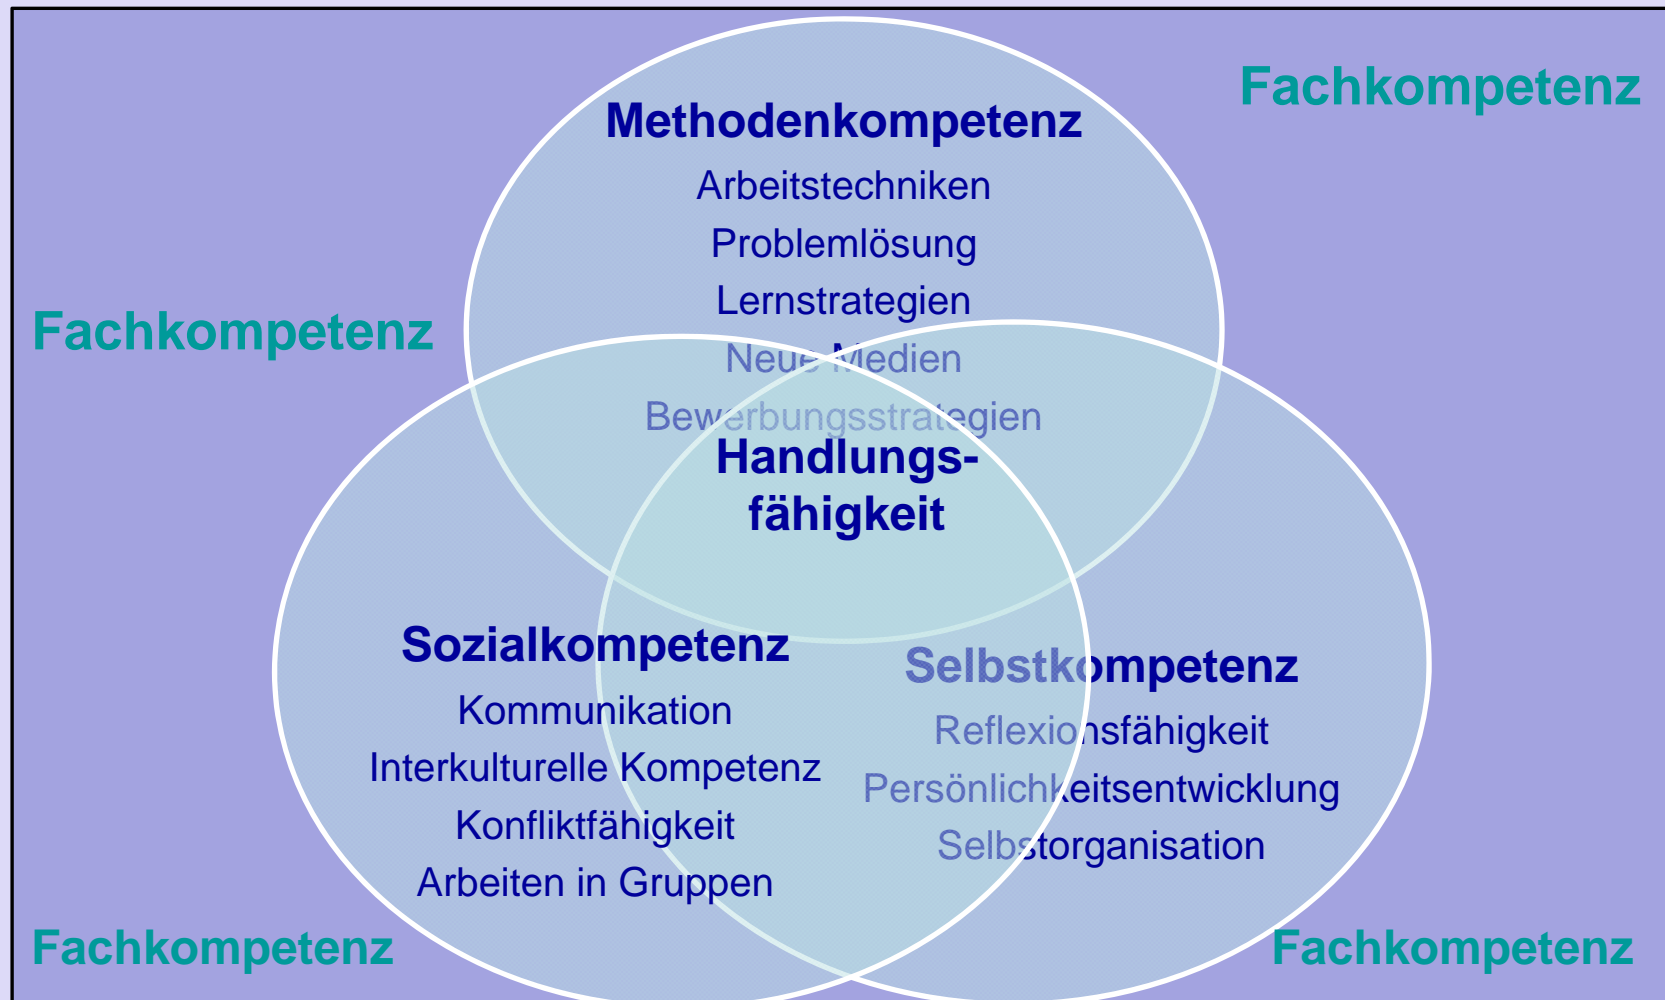 Fachkompetenz
Methodenkompetenz
Arbeitstechniken
Problemlösung
Lernstrategien
Fachkompetenz
Neue Medien
Bewerbungsstrategien
Handlungs-
fähigkeit
Sozialkompetenz
Kommunikation
Interkulturelle Kompetenz
Konfliktfähigkeit
Arbeiten in Gruppen
Selbstkompetenz
Reflexionsfähigkeit
Persönlichkeitsentwicklung
Selbstorganisation
Fachkompetenz
Fachkompetenz